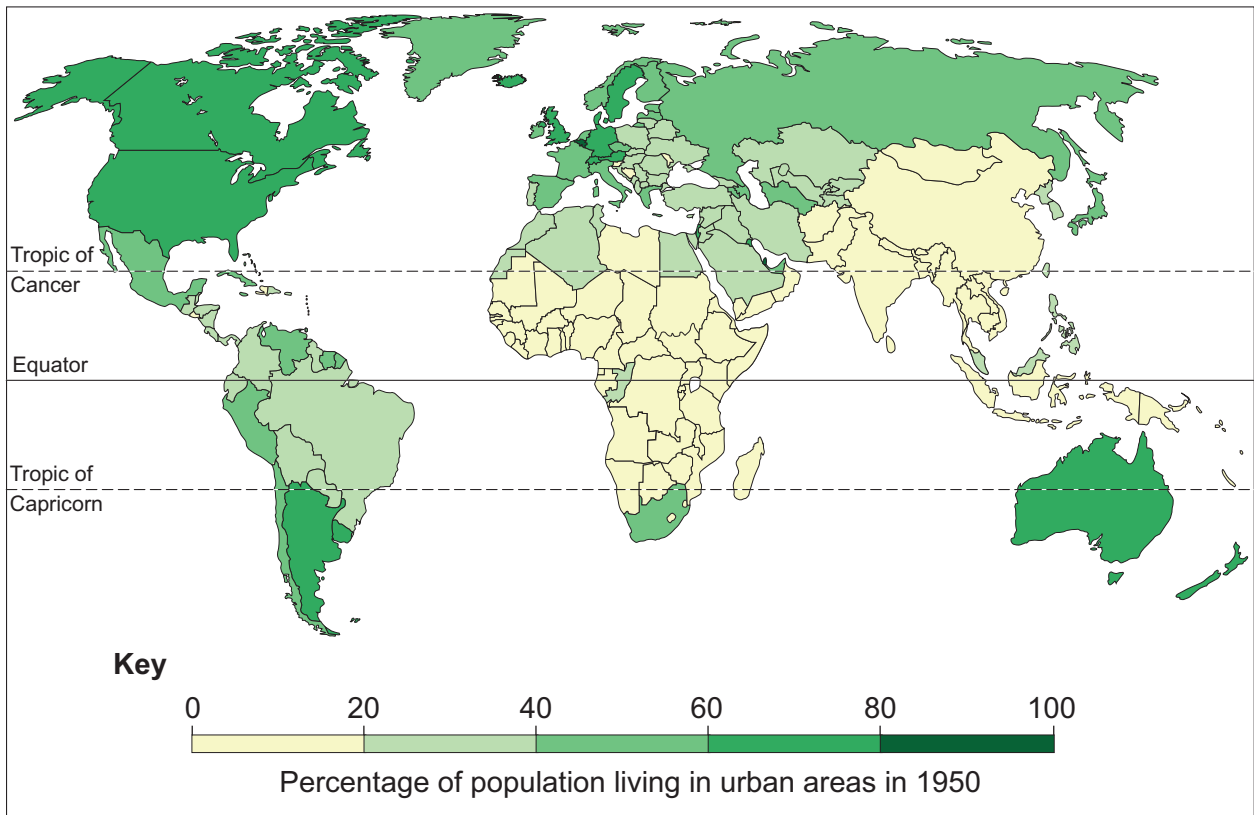 Tropic of
Cancer
Equator
Tropic of
Capricorn
Key
0 20 40 60 80 100
Percentage of population living in urban areas in 1950